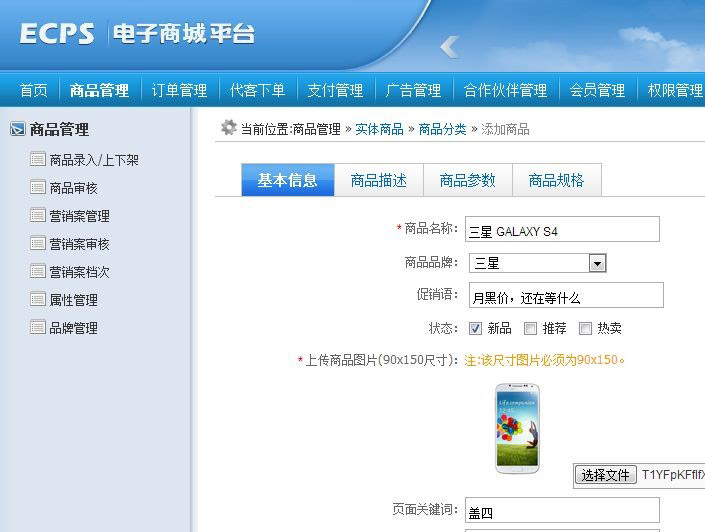 ECPS 电子商城平台
首页 商品管理 订单管理 代客下单 支付管理 广告管理 合作伙伴管理 会员管理 权限管理
商品管理
商品录入/上下架
商品审核
营销案管理
营销案审核
营销案档次
属性管理
品牌管理
当前位置:商品管理 » 实体商品 » 商品分类 » 添加商品
基本信息 商品描述 商品参数 商品规格
*商品名称: 三星 GALAXY S4
商品品牌: 三星
促销语: 月黑价，还在等什么
状态: 新品 推荐 热卖
*上传商品图片(90x150尺寸): 注:该尺寸图片必须为90x150。
Life companion
12:45
选择文件 T1YFpKFflfX
页面关键词: 盖四